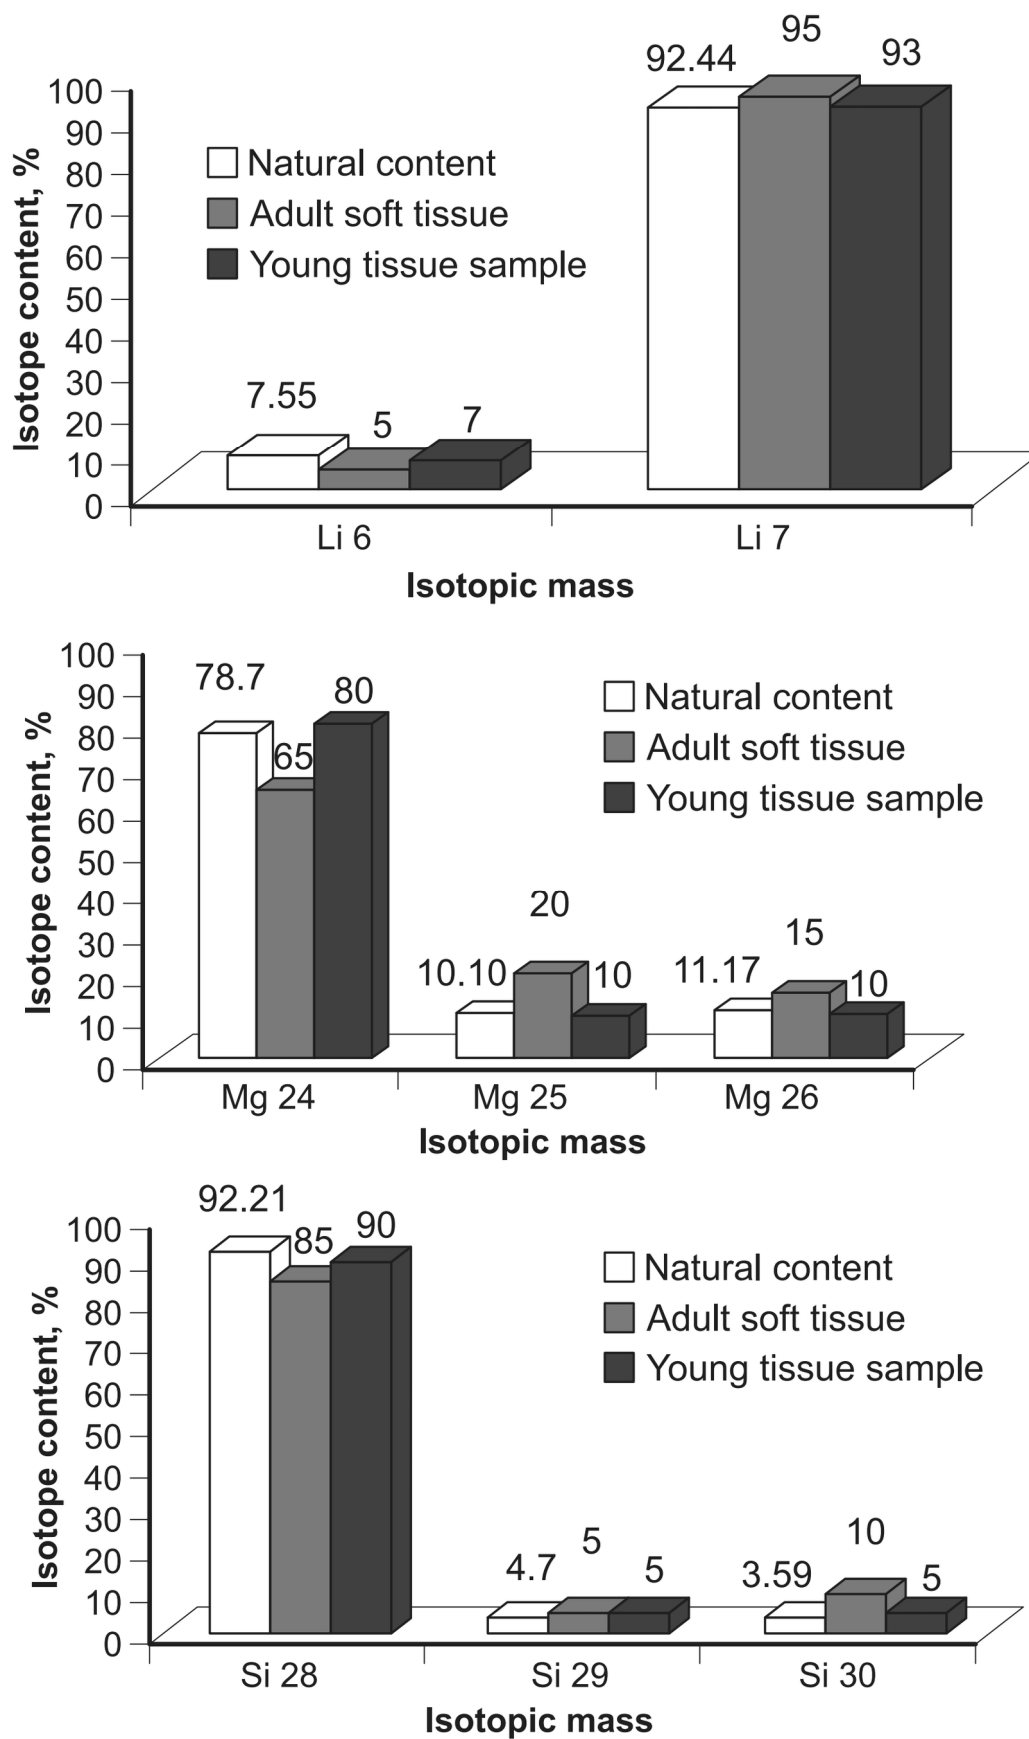 92.44
95
93
100
90
80
70
60
50
40
30
20
10
0
Isotope content, %
Natural content
Adult soft tissue
Young tissue sample
7.55
5
7
Li 6
Li 7
Isotopic mass
100
90
80
70
60
50
40
30
20
10
0
Isotope content, %
78.7
65
80
Natural content
Adult soft tissue
Young tissue sample
10.10
20
10
11.17
15
10
Mg 24
Mg 25
Mg 26
Isotopic mass
100
90
80
70
60
50
40
30
20
10
0
Isotope content, %
92.21
85
90
Natural content
Adult soft tissue
Young tissue sample
4.7
5
5
3.59
10
5
Si 28
Si 29
Si 30
Isotopic mass